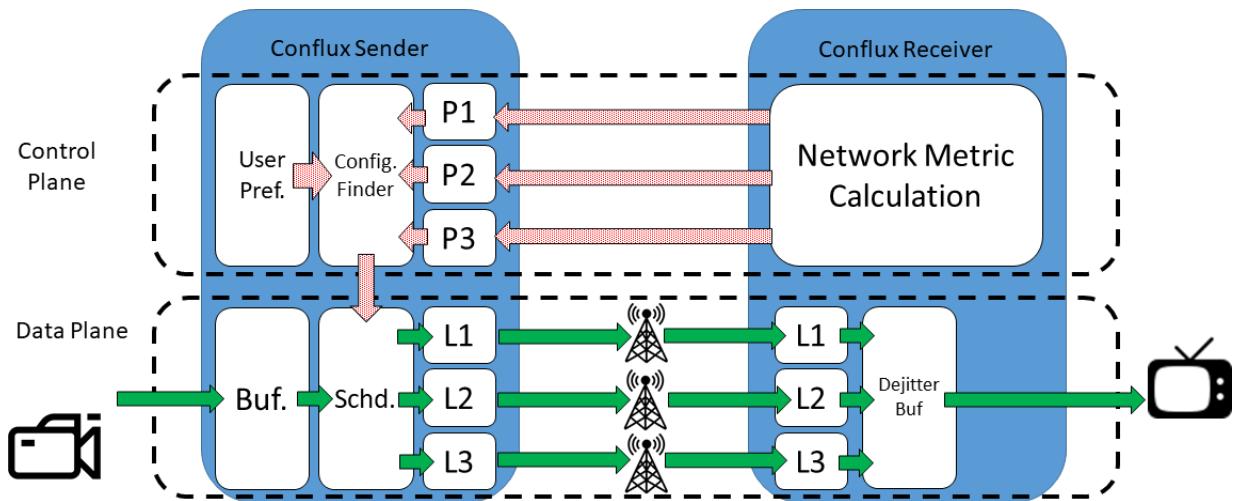 Conflux Sender
Conflux Receiver
Control
Plane
User
Pref.
Config.
Finder
P1
P2
P3
Network Metric
Calculation
Data Plane
Buf.
Schd.
L1
L2
L3
L1
L2
L3
Dejitter
Buf